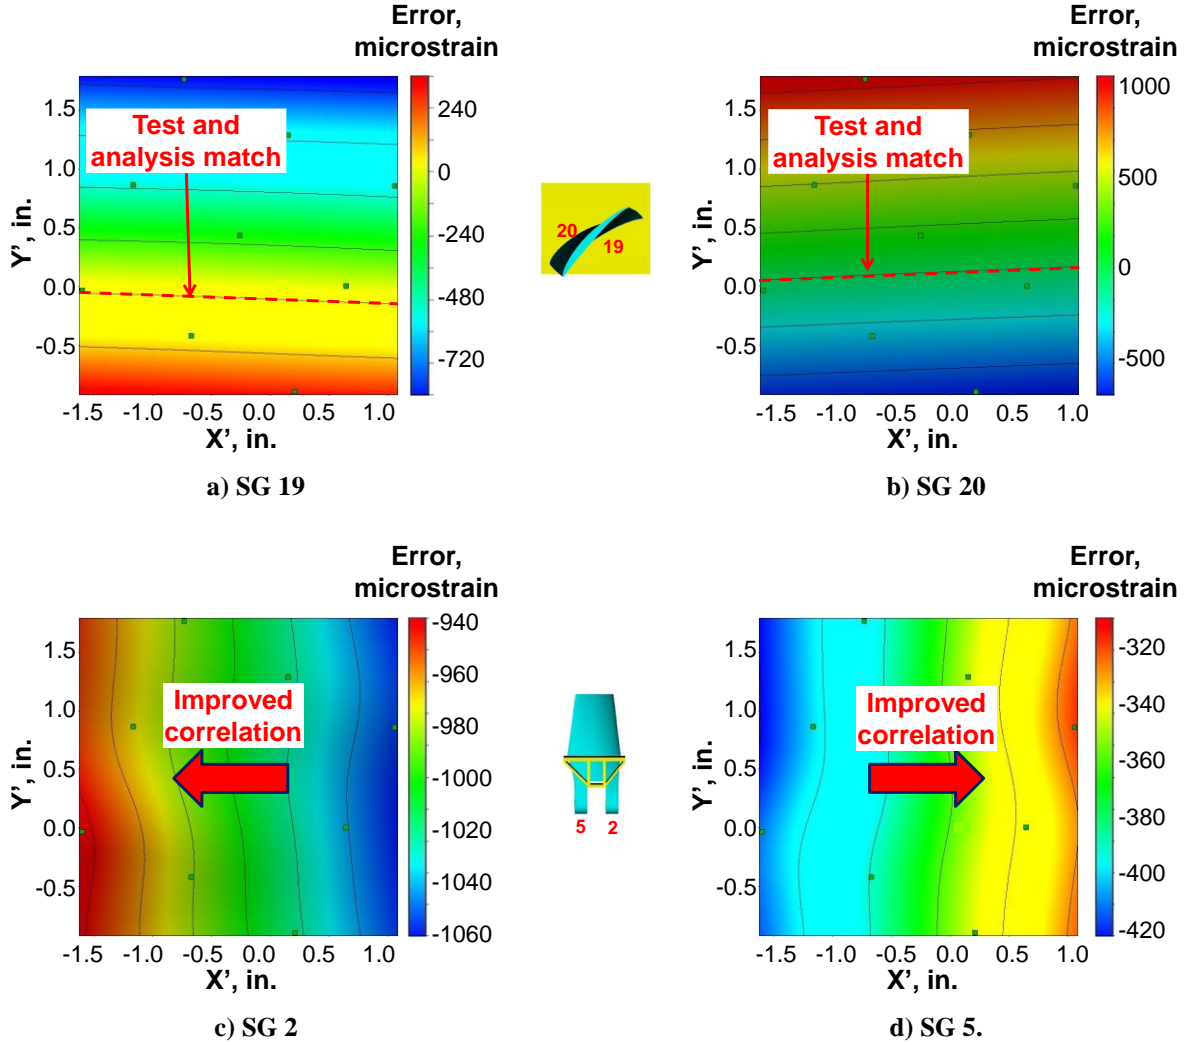 Error,
microstrain
Error,
microstrain
1.5
1.0
0.5
0.0
-0.5
Y', in.
Test and
analysis match
240
0
-240
-480
-720
-1.5 -1.0 -0.5 0.0 0.5 1.0
X', in.
a) SG 19
20
19
1.5
1.0
0.5
0.0
-0.5
Y', in.
Test and
analysis match
1000
500
0
-500
-1.5 -1.0 -0.5 0.0 0.5 1.0
X', in.
b) SG 20
Error,
microstrain
Error,
microstrain
1.5
1.0
0.5
0.0
-0.5
Y', in.
Improved
correlation
-940
-960
-980
-1000
-1020
-1040
-1060
-1.5 -1.0 -0.5 0.0 0.5 1.0
X', in.
c) SG 2
5 2
1.5
1.0
0.5
0.0
-0.5
Y', in.
Improved
correlation
-320
-340
-360
-380
-400
-420
-1.5 -1.0 -0.5 0.0 0.5 1.0
X', in.
d) SG 5.